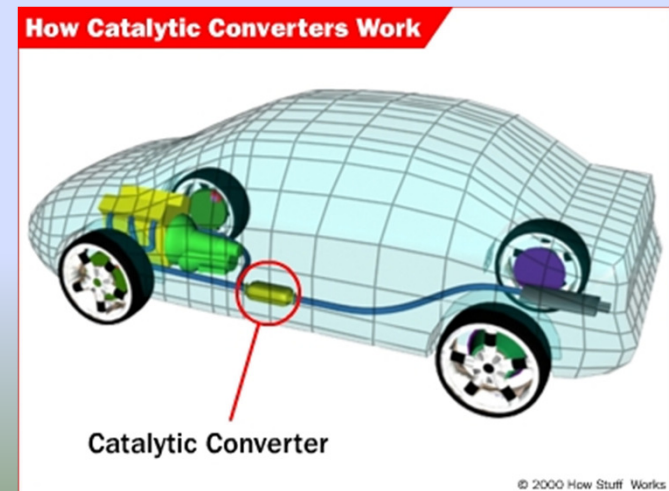 How Catalytic Converters Work
Catalytic Converter
© 2000 How Stuff Works